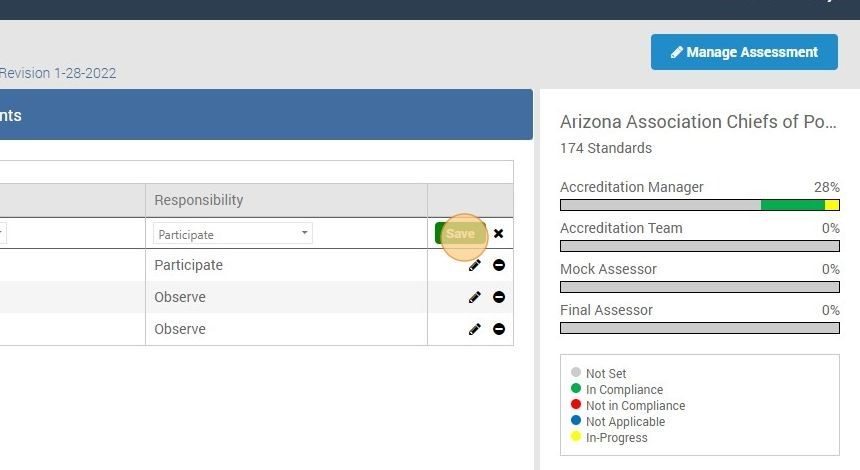 Manage Assessment
Revision 1-28-2022
nts
Responsibility
Participate
Save
Participate
Observe
Observe
Arizona Association Chiefs of Po...
174 Standards
Accreditation Manager 28%
Accreditation Team 0%
Mock Assessor 0%
Final Assessor 0%
Not Set
In Compliance
Not in Compliance
Not Applicable
In-Progress